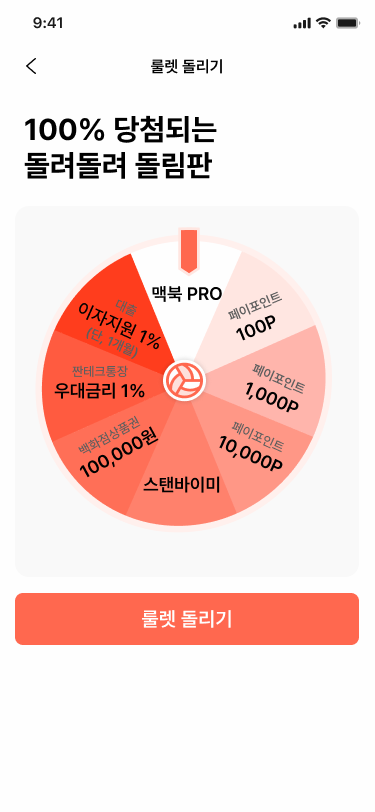 9:41
룰렛 돌리기
100% 당첨되는
돌려돌려 돌림판
맥북 PRO
페이포인트
100P
페이포인트
1,000P
페이포인트
10,000P
스탠바이미
백화점상품권
100,000원
짠테크통장
우대금리 1%
대출
이자지원 1%
(단, 1개월)
룰렛 돌리기